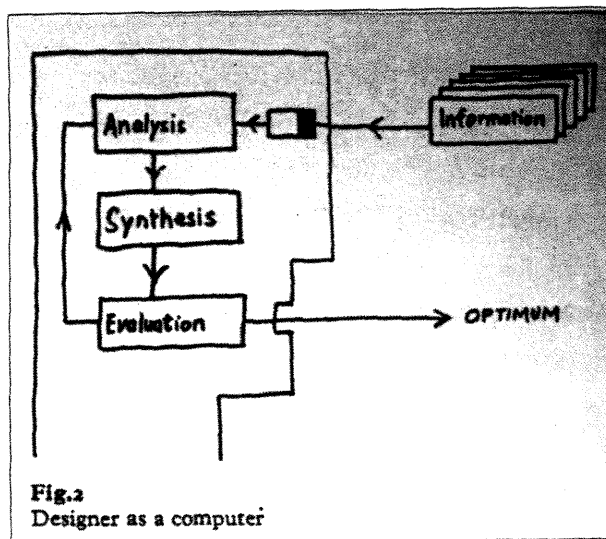 Analysis
Information
Synthesis
Evaluation
OPTIMUM
Fig.2
Designer as a computer